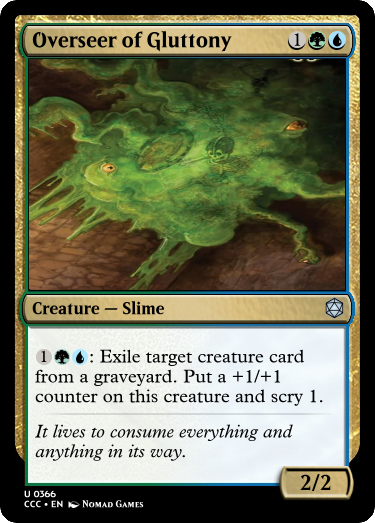 Overseer of Gluttony 1
Creature — Slime
1 : Exile target creature card
from a graveyard. Put a +1/+1
counter on this creature and scry 1.
It lives to consume everything and
anything in its way.
2/2
U 0366
CCC • EN Nomad Games